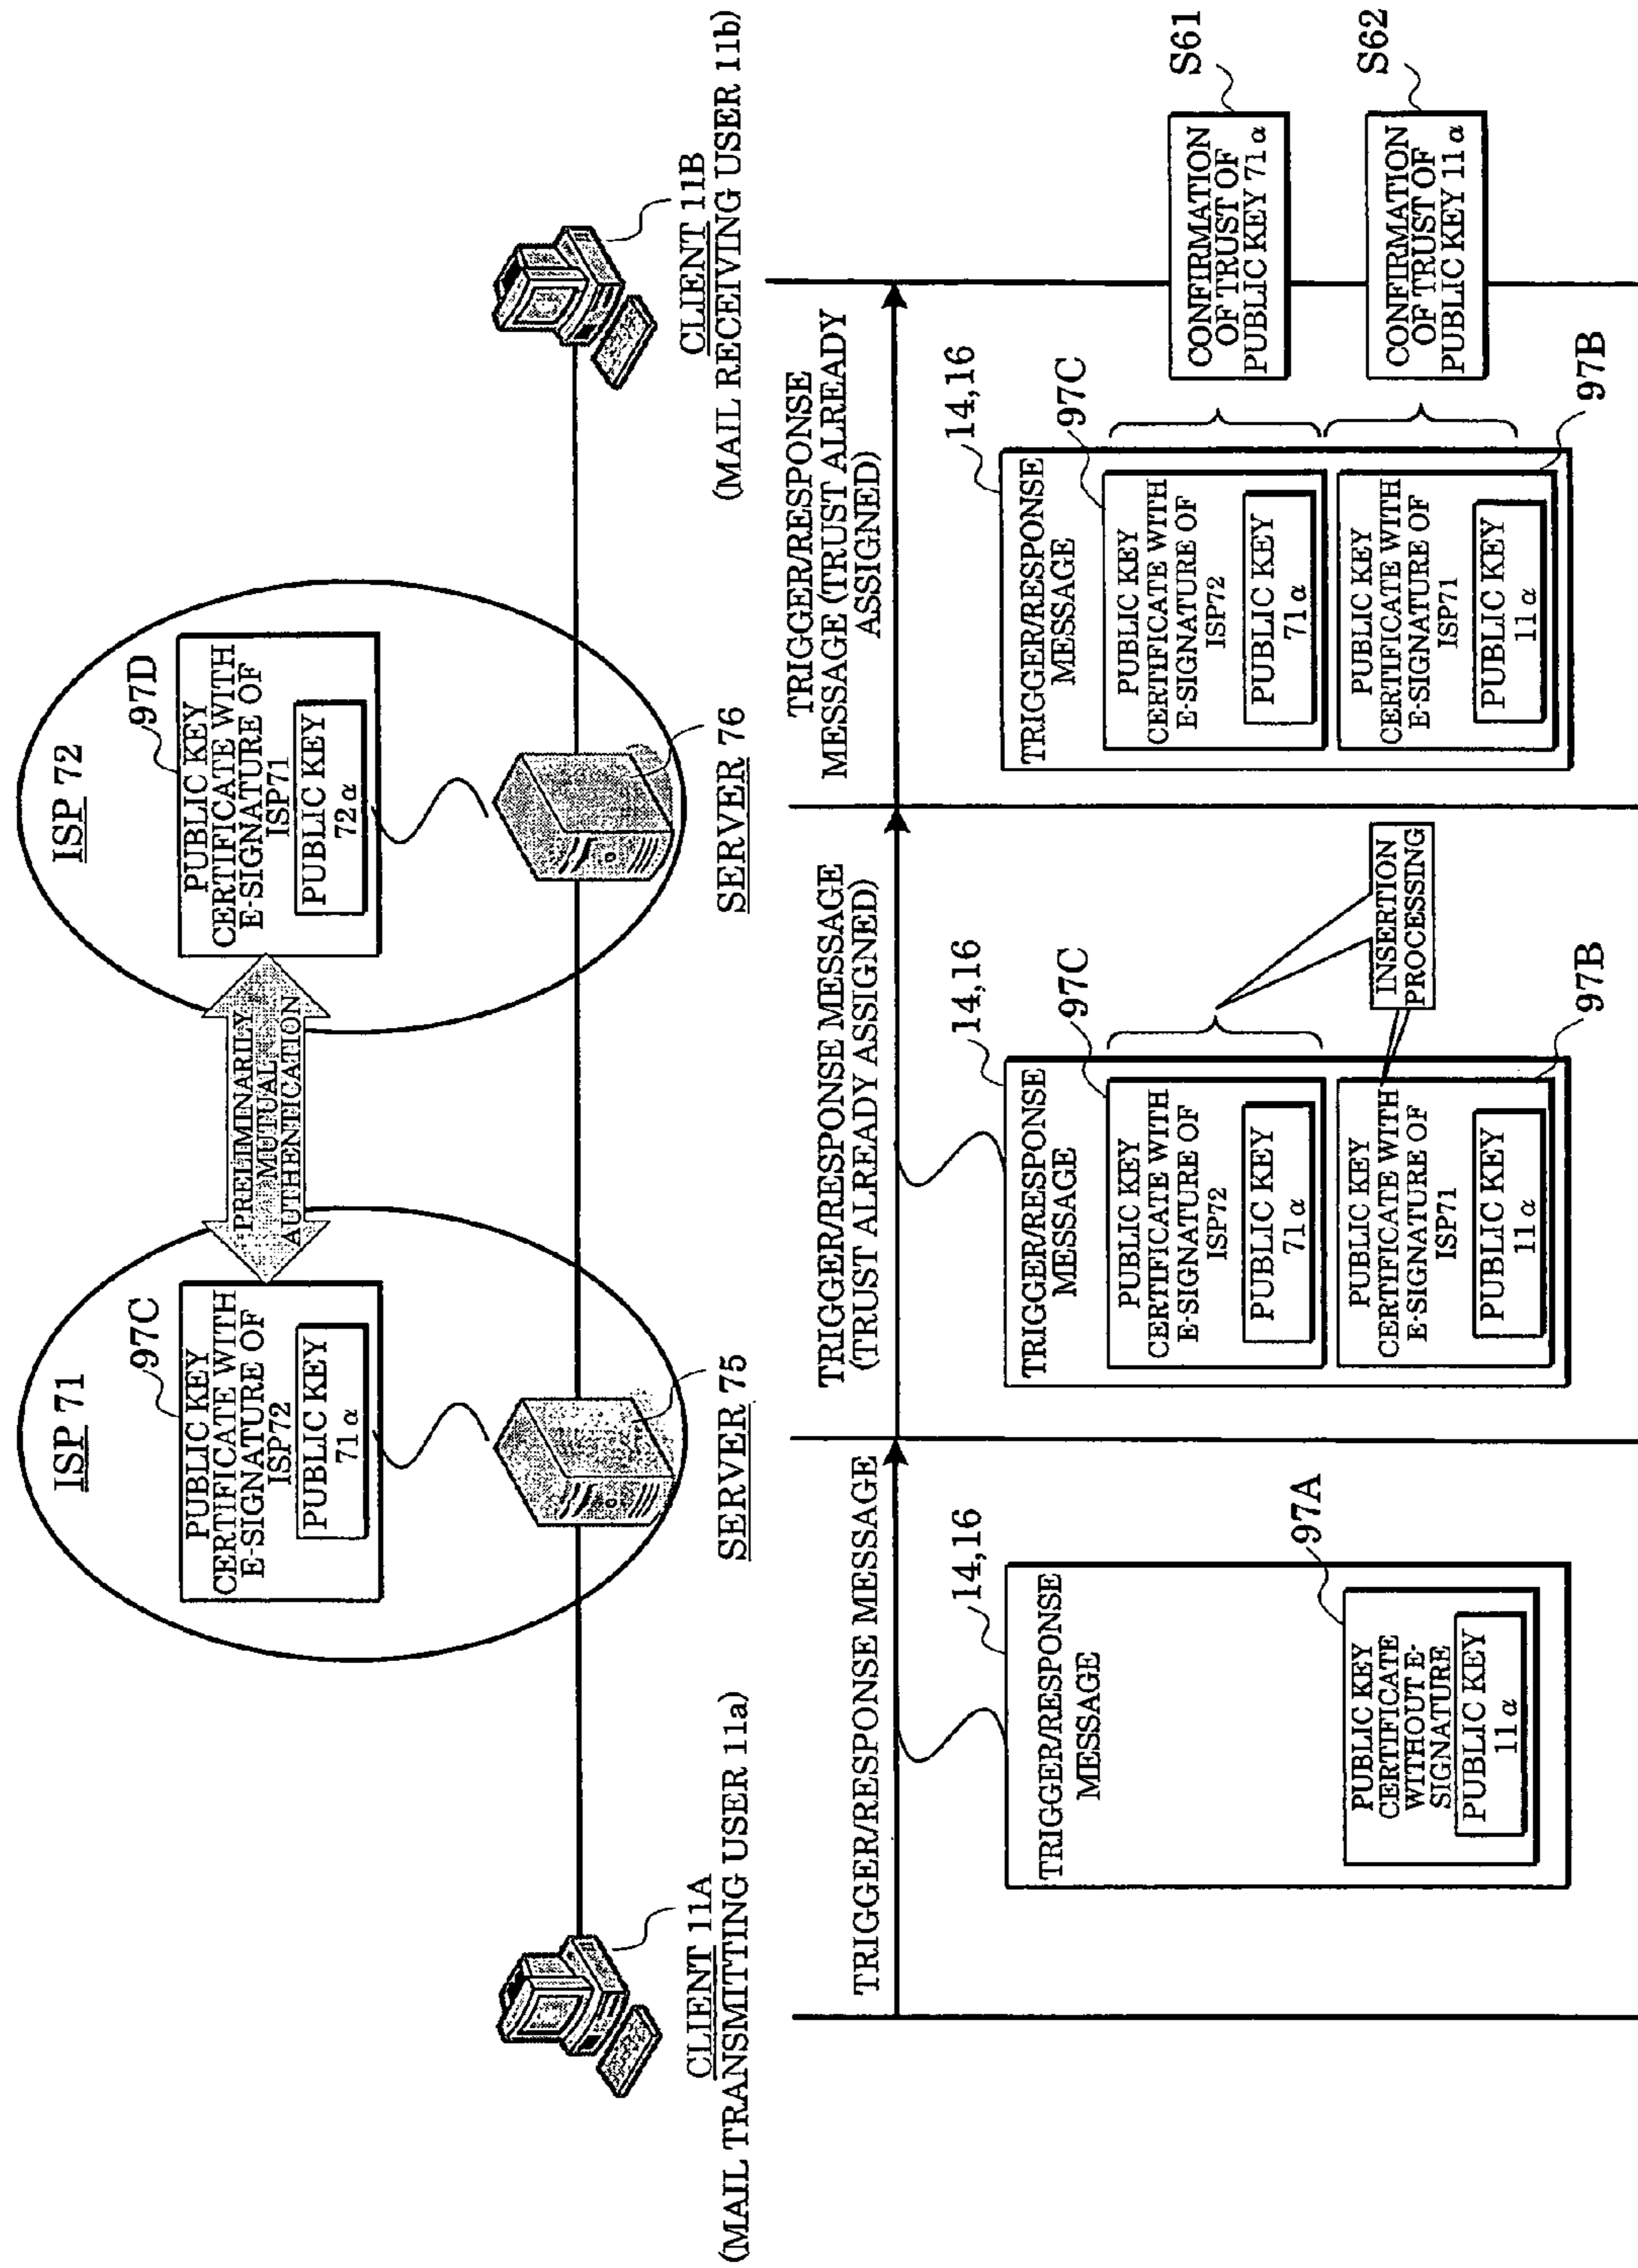 ISP 71
97C
PUBLIC KEY
CERTIFICATE WITH
E-SIGNATURE OF
ISP72
PUBLIC KEY
71α
PRELIMINARILY
MUTUAL
AUTHENTICATION
ISP 72
97D
PUBLIC KEY
CERTIFICATE WITH
E-SIGNATURE OF
ISP71
PUBLIC KEY
72α
CLIENT 11A
(MAIL TRANSMITTING USER 11a)
SERVER 75
SERVER 76
CLIENT 11B
(MAIL RECEIVING USER 11b)
TRIGGER/RESPONSE MESSAGE
14,16
TRIGGER/RESPONSE
MESSAGE
97A
PUBLIC KEY
CERTIFICATE
WITHOUT E-
SIGNATURE
PUBLIC KEY
11α
TRIGGER/RESPONSE MESSAGE
(TRUST ALREADY ASSIGNED)
14,16
TRIGGER/RESPONSE
MESSAGE
97C
PUBLIC KEY
CERTIFICATE WITH
E-SIGNATURE OF
ISP72
PUBLIC KEY
71α
PUBLIC KEY
CERTIFICATE WITH
E-SIGNATURE OF
ISP71
PUBLIC KEY
11α
INSERTION
PROCESSING
97B
TRIGGER/RESPONSE
MESSAGE (TRUST ALREADY
ASSIGNED)
14,16
TRIGGER/RESPONSE
MESSAGE
97C
PUBLIC KEY
CERTIFICATE WITH
E-SIGNATURE OF
ISP72
PUBLIC KEY
71α
PUBLIC KEY
CERTIFICATE WITH
E-SIGNATURE OF
ISP71
PUBLIC KEY
11α
97B
S61
CONFIRMATION
OF TRUST OF
PUBLIC KEY 71α
S62
CONFIRMATION
OF TRUST OF
PUBLIC KEY 11α